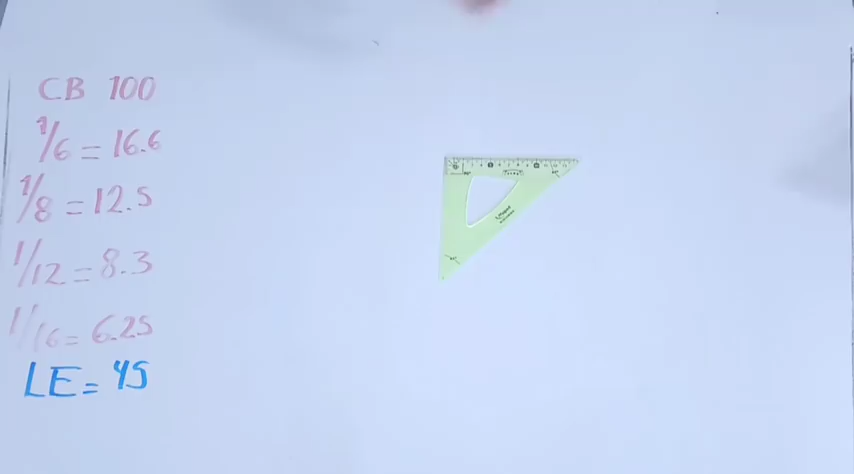 CB 100
1/6 = 16.6
1/8 = 12.5
1/12 = 8.3
1/16 = 6.25
LE = 45